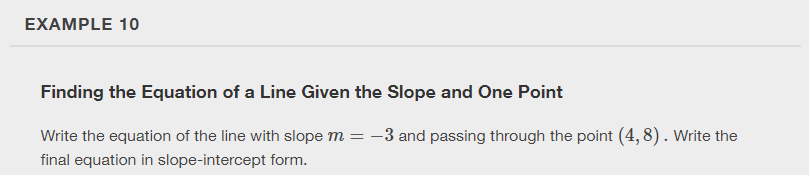 EXAMPLE 10
Finding the Equation of a Line Given the Slope and One Point
Write the equation of the line with slope m = −3 and passing through the point (4, 8) . Write the
final equation in slope-intercept form.